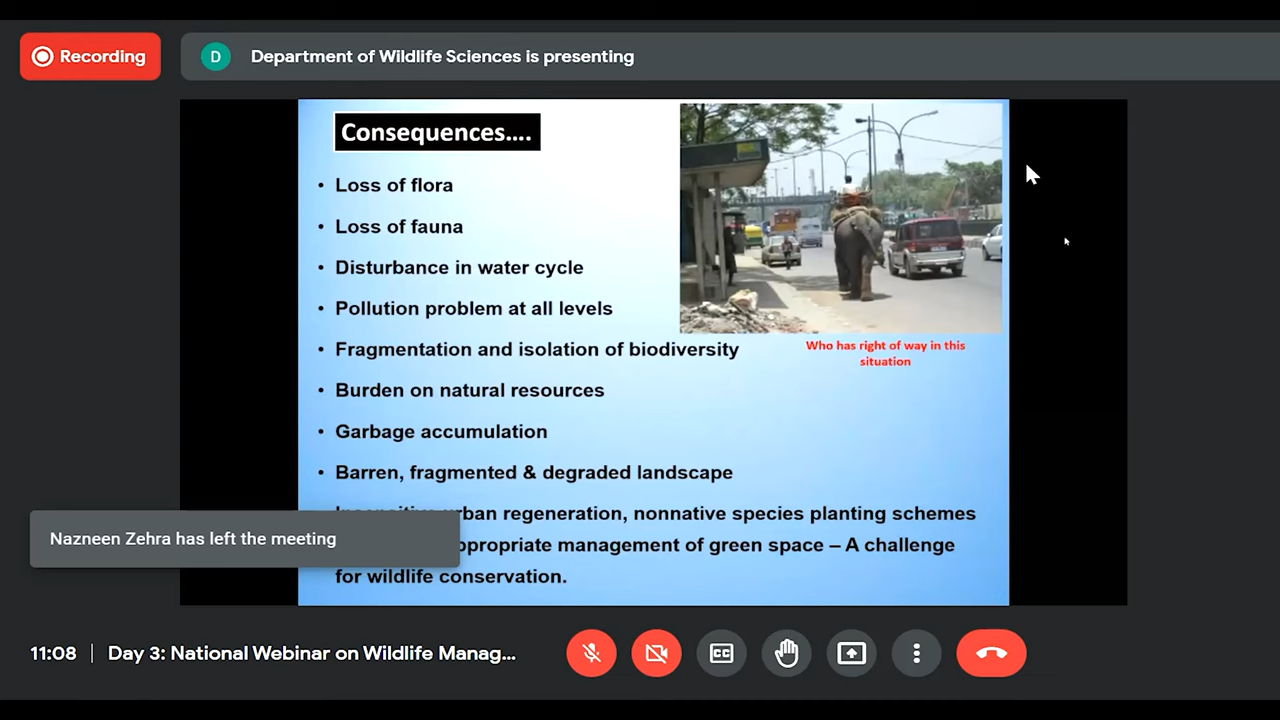 Recording
D
Department of Wildlife Sciences is presenting
Consequences....
• Loss of flora
• Loss of fauna
• Disturbance in water cycle
• Pollution problem at all levels
• Fragmentation and isolation of biodiversity
• Burden on natural resources
• Garbage accumulation
• Barren, fragmented & degraded landscape
regeneration, nonnative species planting schemes
management of green space – A challenge
for wildlife conservation.
Who has right of way in this
situation
Nazneen Zehra has left the meeting
11:08 | Day 3: National Webinar on Wildlife Manag...
CC